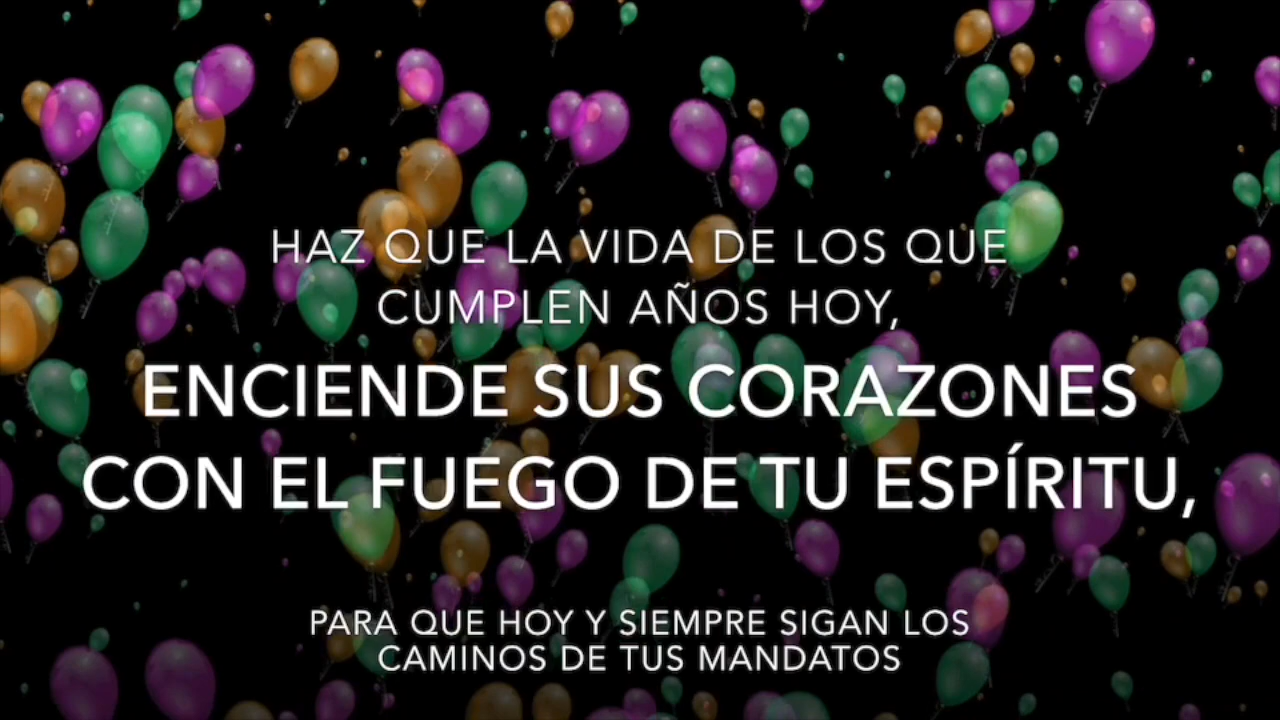 HAZ QUE LA VIDA DE LOS QUE
CUMPLEN AÑOS HOY,
ENCIENDE SUS CORAZONES
CON EL FUEGO DE TU ESPÍRITU,
PARA QUE HOY Y SIEMPRE SIGAN LOS
CAMINOS DE TUS MANDATOS